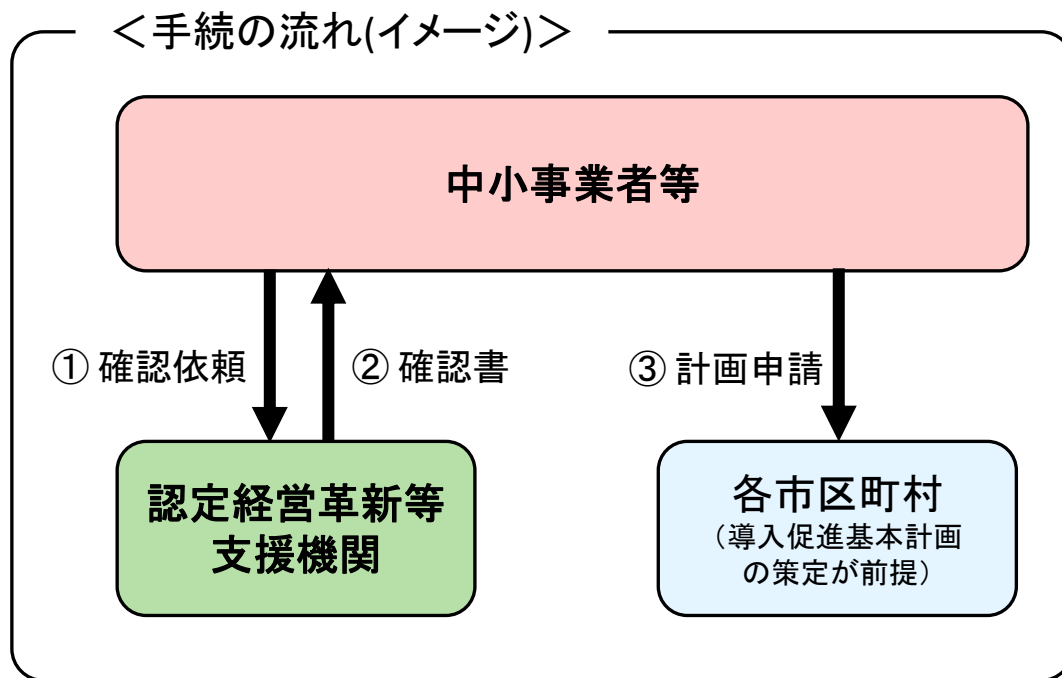 ＜手続の流れ(イメージ)＞
中小事業者等
① 確認依頼
② 確認書
③ 計画申請
認定経営革新等
支援機関
各市区町村
（導入促進基本計画
の策定が前提）